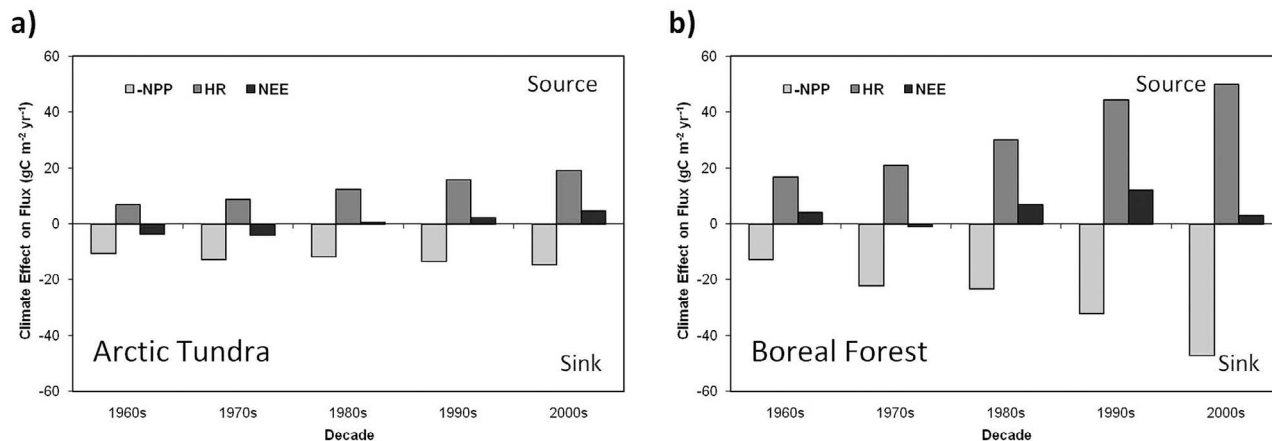 a)
Climate Effect on Flux (gC m⁻² yr⁻¹)
60
40
20
0
-20
-40
-60
-NPP HR NEE
Source
Arctic Tundra
Sink
1960s 1970s 1980s 1990s 2000s
Decade
b)
Climate Effect on Flux (gC m⁻² yr⁻¹)
60
40
20
0
-20
-40
-60
-NPP HR NEE
Source
Boreal Forest
Sink
1960s 1970s 1980s 1990s 2000s
Decade